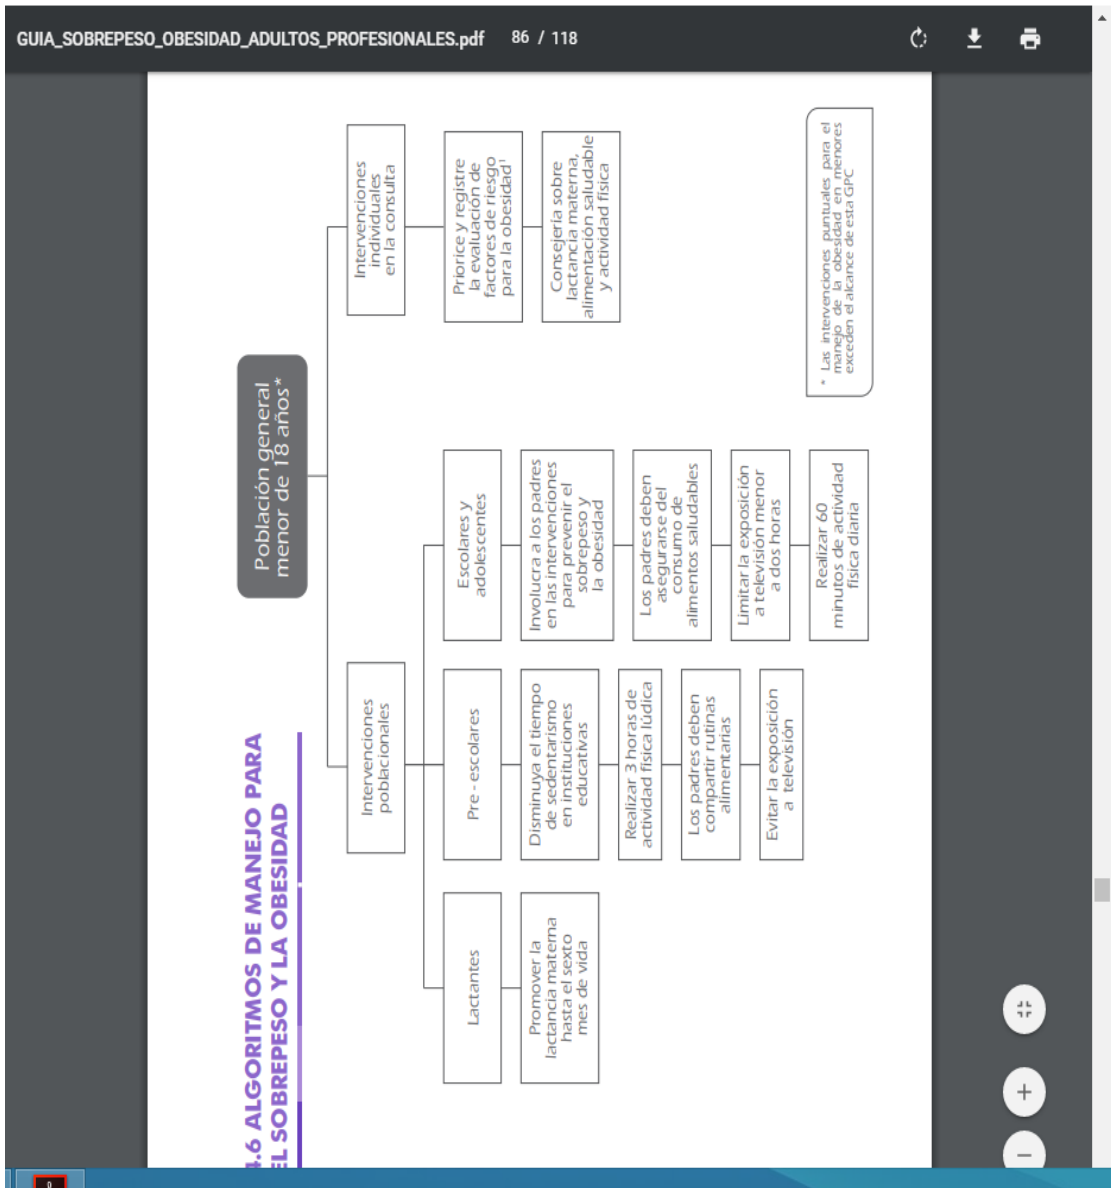 GUIA_SOBREPESO_OBESIDAD_ADULTOS_PROFESIONALES.pdf
86 / 118
4.6 ALGORITMOS DE MANEJO PARA
EL SOBREPESO Y LA OBESIDAD
Población general
menor de 18 años*
Intervenciones
poblacionales
Lactantes
Promover la
lactancia materna
hasta el sexto
mes de vida
Pre - escolares
Disminuya el tiempo
de sedentarismo
en instituciones
educativas
Realizar 3 horas de
actividad física lúdica
Los padres deben
compartir rutinas
alimentarias
Evitar la exposición
a televisión
Escolares y
adolescentes
Involucra a los padres
en las intervenciones
para prevenir el
sobrepeso y
la obesidad
Los padres deben
asegurarse del
consumo de
alimentos saludables
Limitar la exposición
a televisión menor
a dos horas
Realizar 60
minutos de actividad
física diaria
Intervenciones
individuales
en la consulta
Priorice y registre
la evaluación de
factores de riesgo
para la obesidad¹
Consejería sobre
lactancia materna,
alimentación saludable
y actividad física
* Las intervenciones puntuales para el
manejo de la obesidad en menores
exceden el alcance de esta GPC